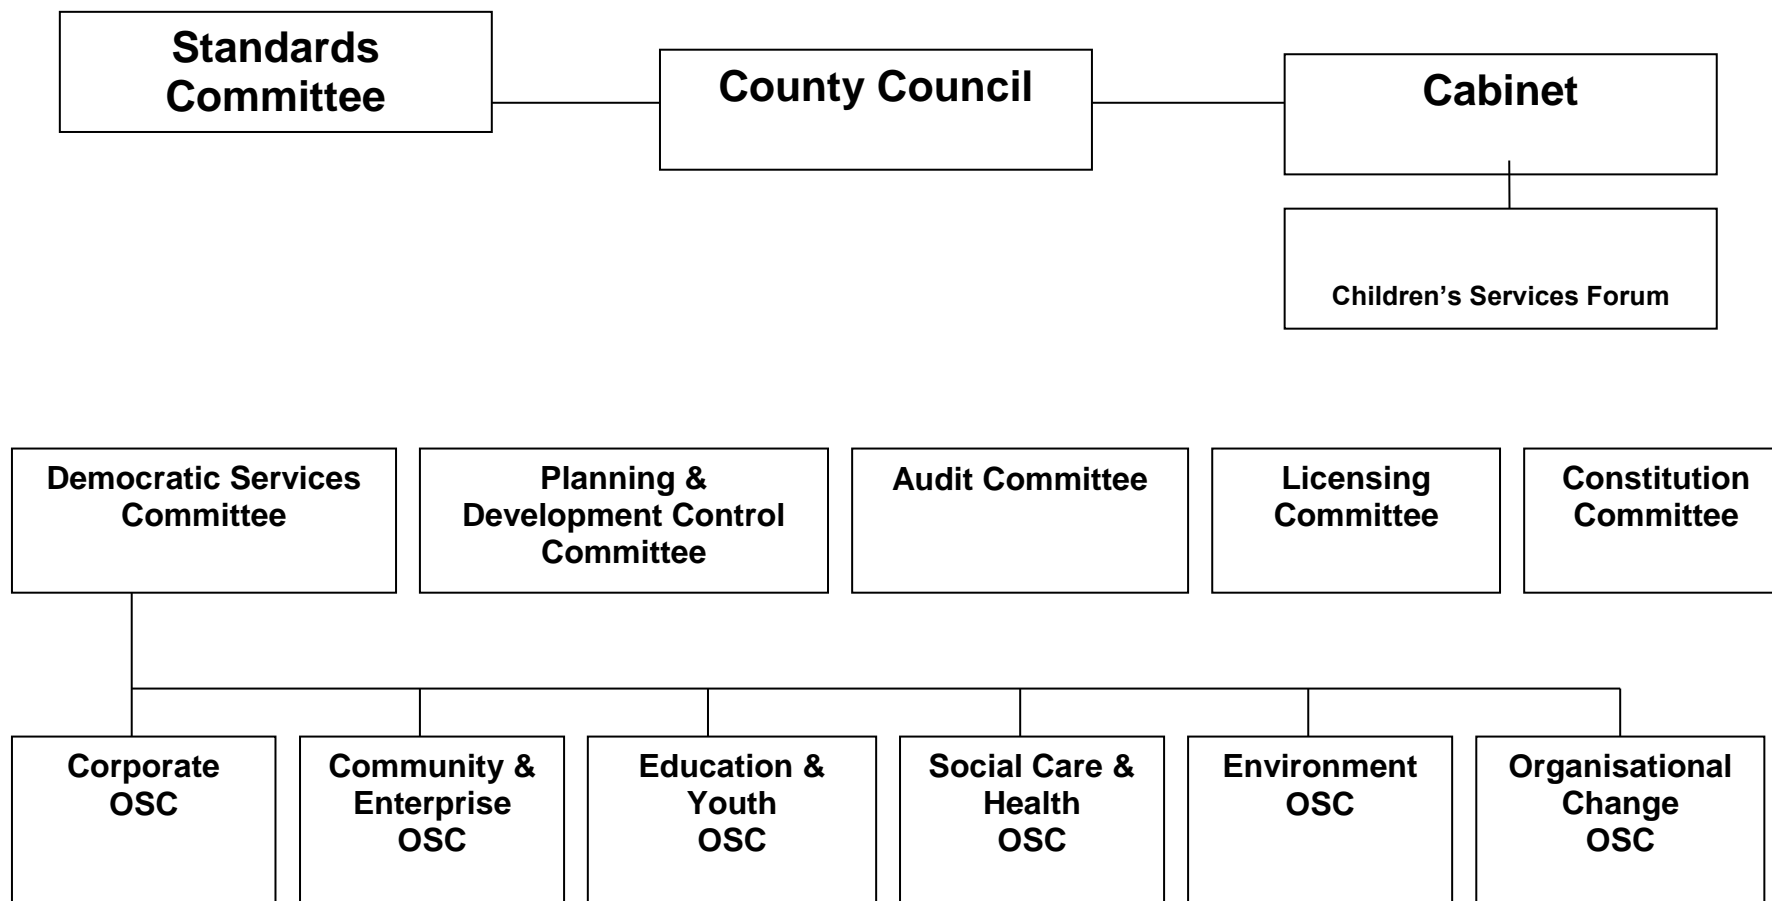 Standards
Committee
County Council
Cabinet
Children’s Services Forum
Democratic Services
Committee
Planning &
Development Control
Committee
Audit Committee
Licensing
Committee
Constitution
Committee
Corporate
OSC
Community &
Enterprise
OSC
Education &
Youth
OSC
Social Care &
Health
OSC
Environment
OSC
Organisational
Change
OSC